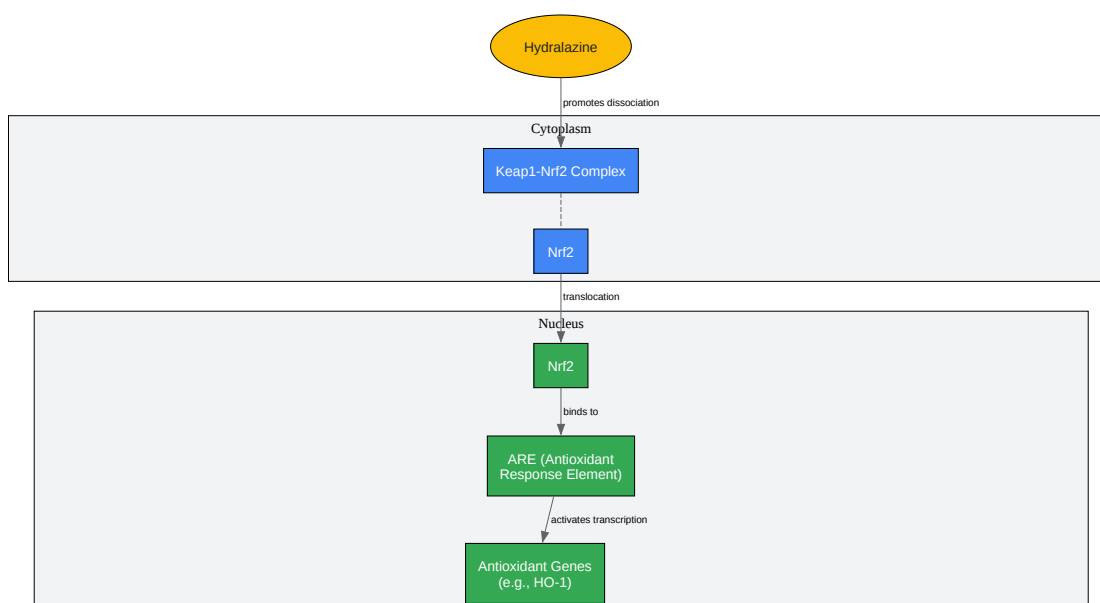 Hydralazine
promotes dissociation
Cytoplasm
Keap1-Nrf2 Complex
Nrf2
translocation
Nucleus
Nrf2
binds to
ARE (Antioxidant
Response Element)
activates transcription
Antioxidant Genes
(e.g., HO-1)